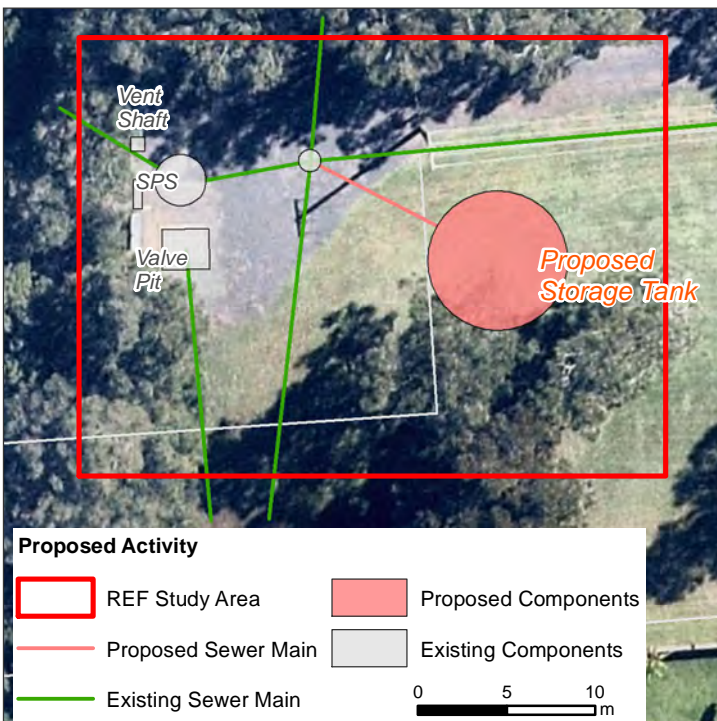 Vent
Shaft
SPS
Valve
Pit
Proposed
Storage Tank
Proposed Activity
REF Study Area
Proposed Components
Proposed Sewer Main
Existing Components
Existing Sewer Main
0 5 10
m